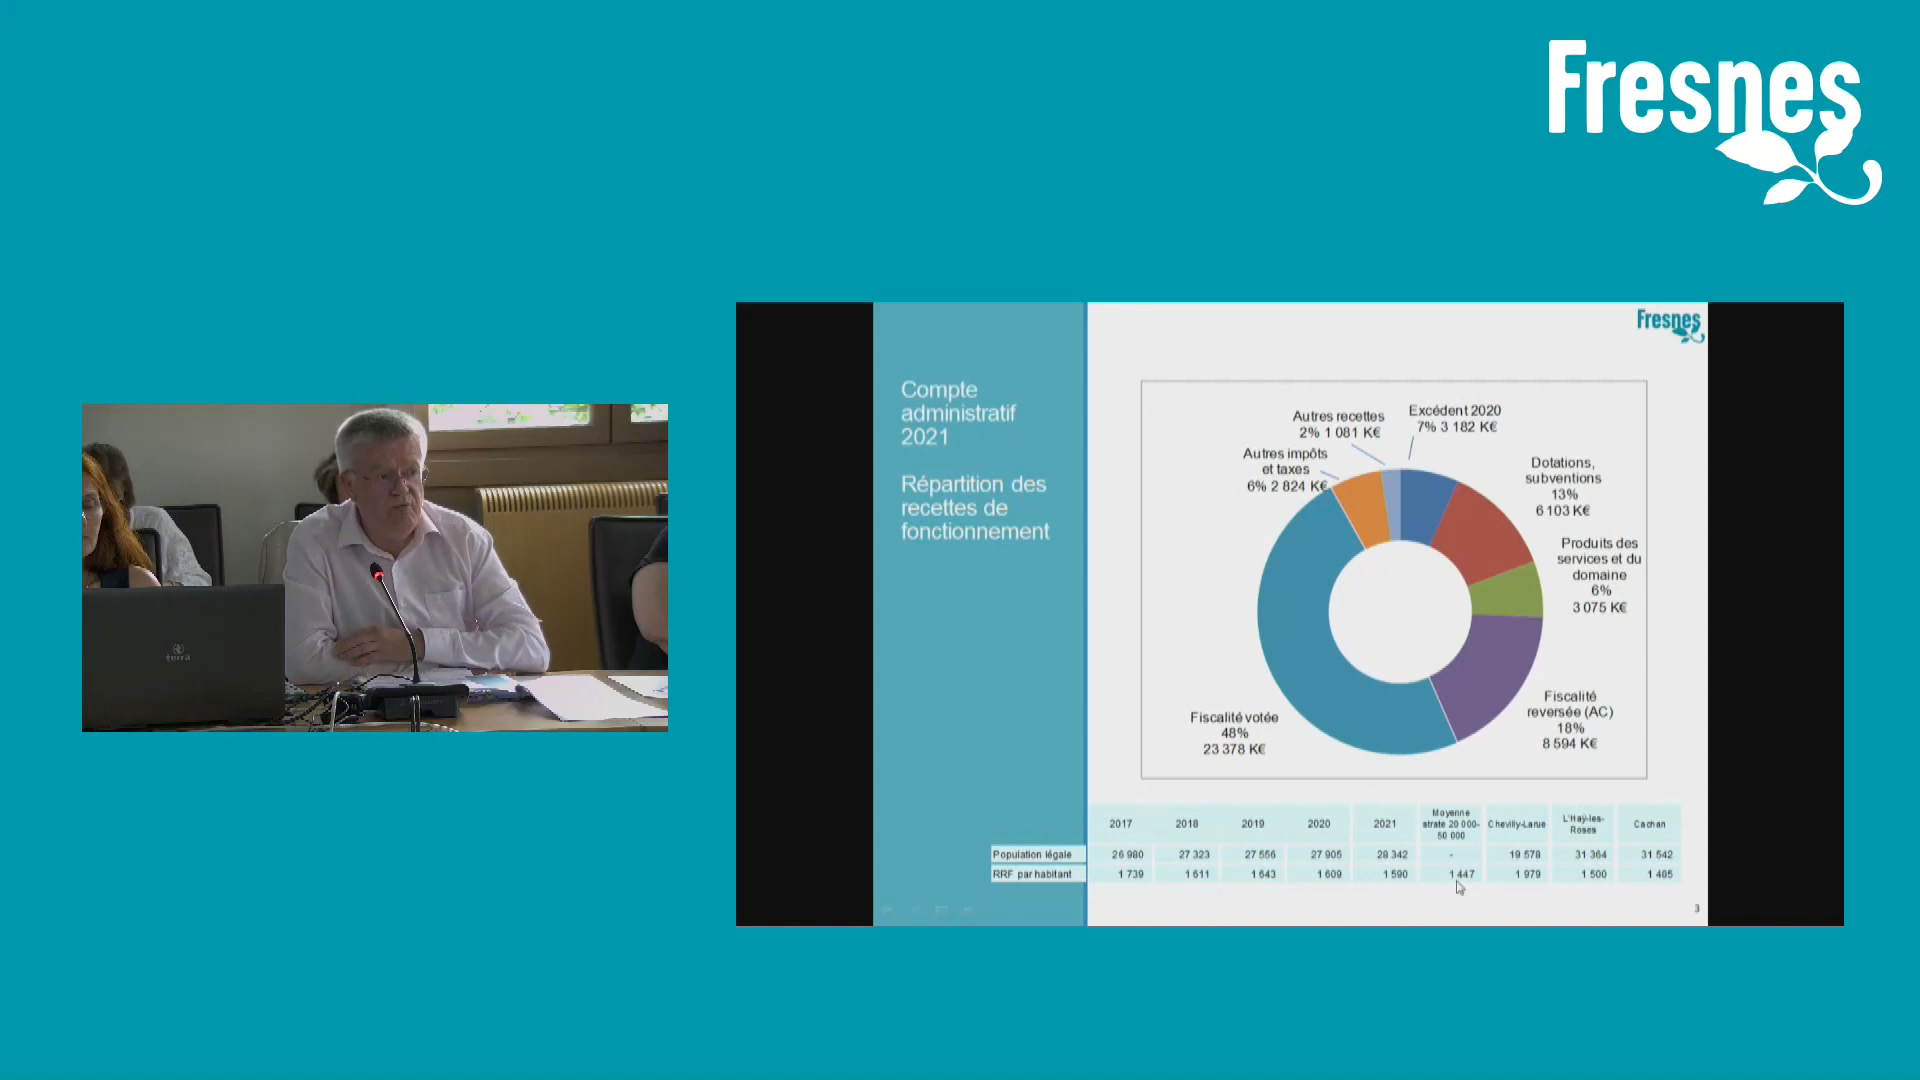 Fresnes
Fresnes
Compte
administratif
2021
Répartition des
recettes de
fonctionnement
Autres recettes
2% 1 081 K€
Excédent 2020
7% 3 182 K€
Autres impôts
et taxes
6% 2 824 K€
Dotations,
subventions
13%
6 103 K€
Produits des
services et du
domaine
6%
3 075 K€
Fiscalité
reversée (AC)
18%
8 594 K€
Fiscalité votée
48%
23 378 K€
2017 2018 2019 2020 2021 Moyenne strate 20 000-50 000 Chevilly-Larue L'Haÿ-les-Roses Cachan
Population légale 26 980 27 323 27 556 27 905 28 342 - 19 578 31 364 31 542
RRF par habitant 1 739 1 611 1 643 1 609 1 590 1 447 1 979 1 500 1 485
3
terra